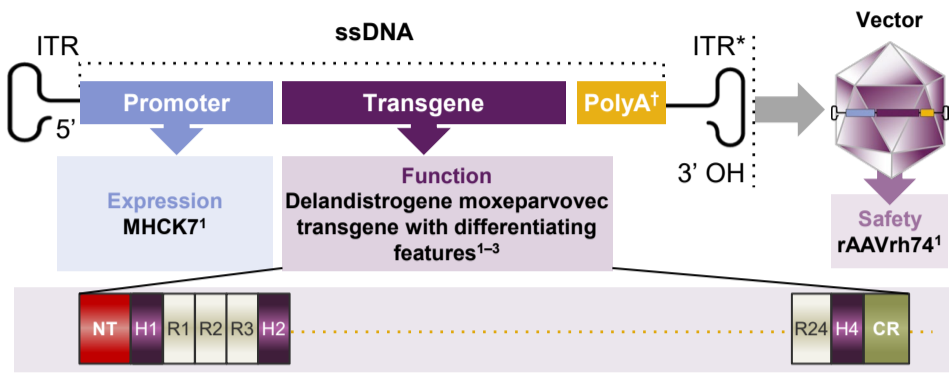 Vector
ssDNA
ITR
ITR*
Promoter
Transgene
PolyA†
5’
3’ OH
Expression
MHCK7¹
Function
Delandistrogene moxeparvovec
transgene with differentiating
features¹⁻³
Safety
rAAVrh74¹
NT H1 R1 R2 R3 H2 R24 H4 CR